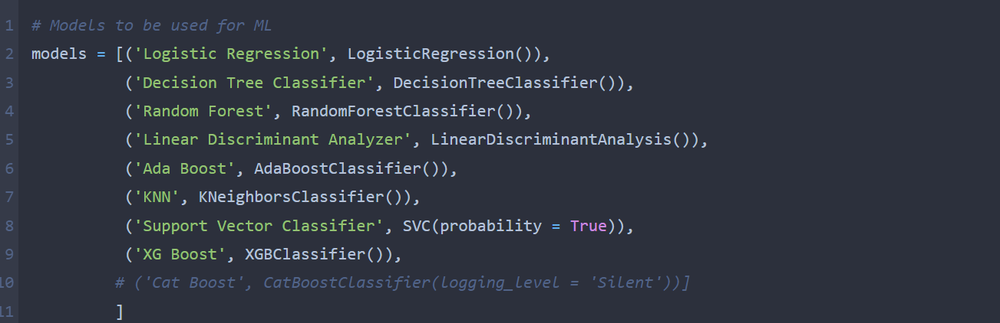 1 # Models to be used for ML
2 models = [('Logistic Regression', LogisticRegression()),
3 ('Decision Tree Classifier', DecisionTreeClassifier()),
4 ('Random Forest', RandomForestClassifier()),
5 ('Linear Discriminant Analyzer', LinearDiscriminantAnalysis()),
6 ('Ada Boost', AdaBoostClassifier()),
7 ('KNN', KNeighborsClassifier()),
8 ('Support Vector Classifier', SVC(probability = True)),
9 ('XG Boost', XGBClassifier()),
10 # ('Cat Boost', CatBoostClassifier(logging_level = 'Silent'))]
11 ]